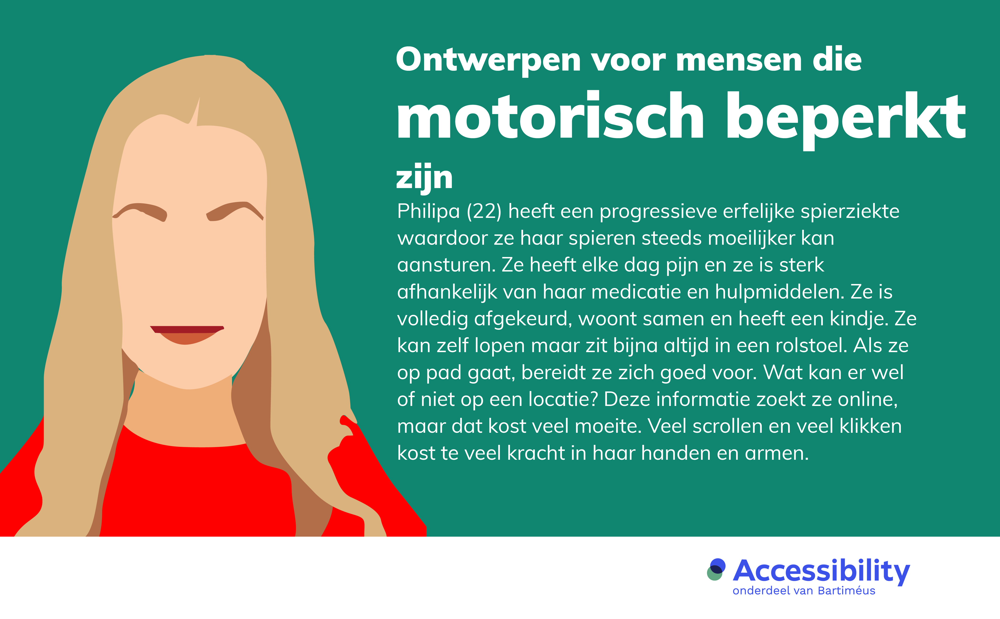 Ontwerpen voor mensen die
motorisch beperkt
zijn
Philipa (22) heeft een progressieve erfelijke spierziekte
waardoor ze haar spieren steeds moeilijker kan
aansturen. Ze heeft elke dag pijn en ze is sterk
afhankelijk van haar medicatie en hulpmiddelen. Ze is
volledig afgekeurd, woont samen en heeft een kindje. Ze
kan zelf lopen maar zit bijna altijd in een rolstoel. Als ze
op pad gaat, bereidt ze zich goed voor. Wat kan er wel
of niet op een locatie? Deze informatie zoekt ze online,
maar dat kost veel moeite. Veel scrollen en veel klikken
kost te veel kracht in haar handen en armen.
Accessibility
onderdeel van Bartiméus